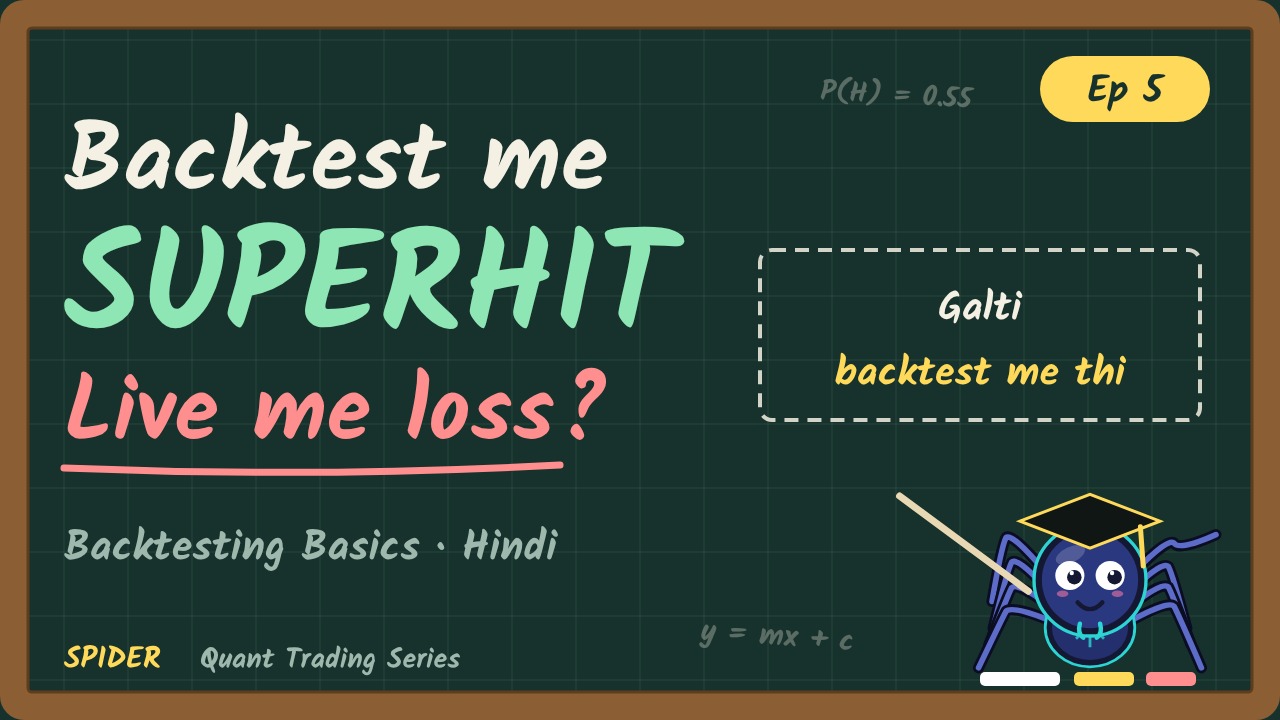 P(H) = 0.55
Ep 5
Backtest me
SUPERHIT
Live me loss?
Galti
backtest me thi
Backtesting Basics · Hindi
y = mx + c
SPIDER Quant Trading Series